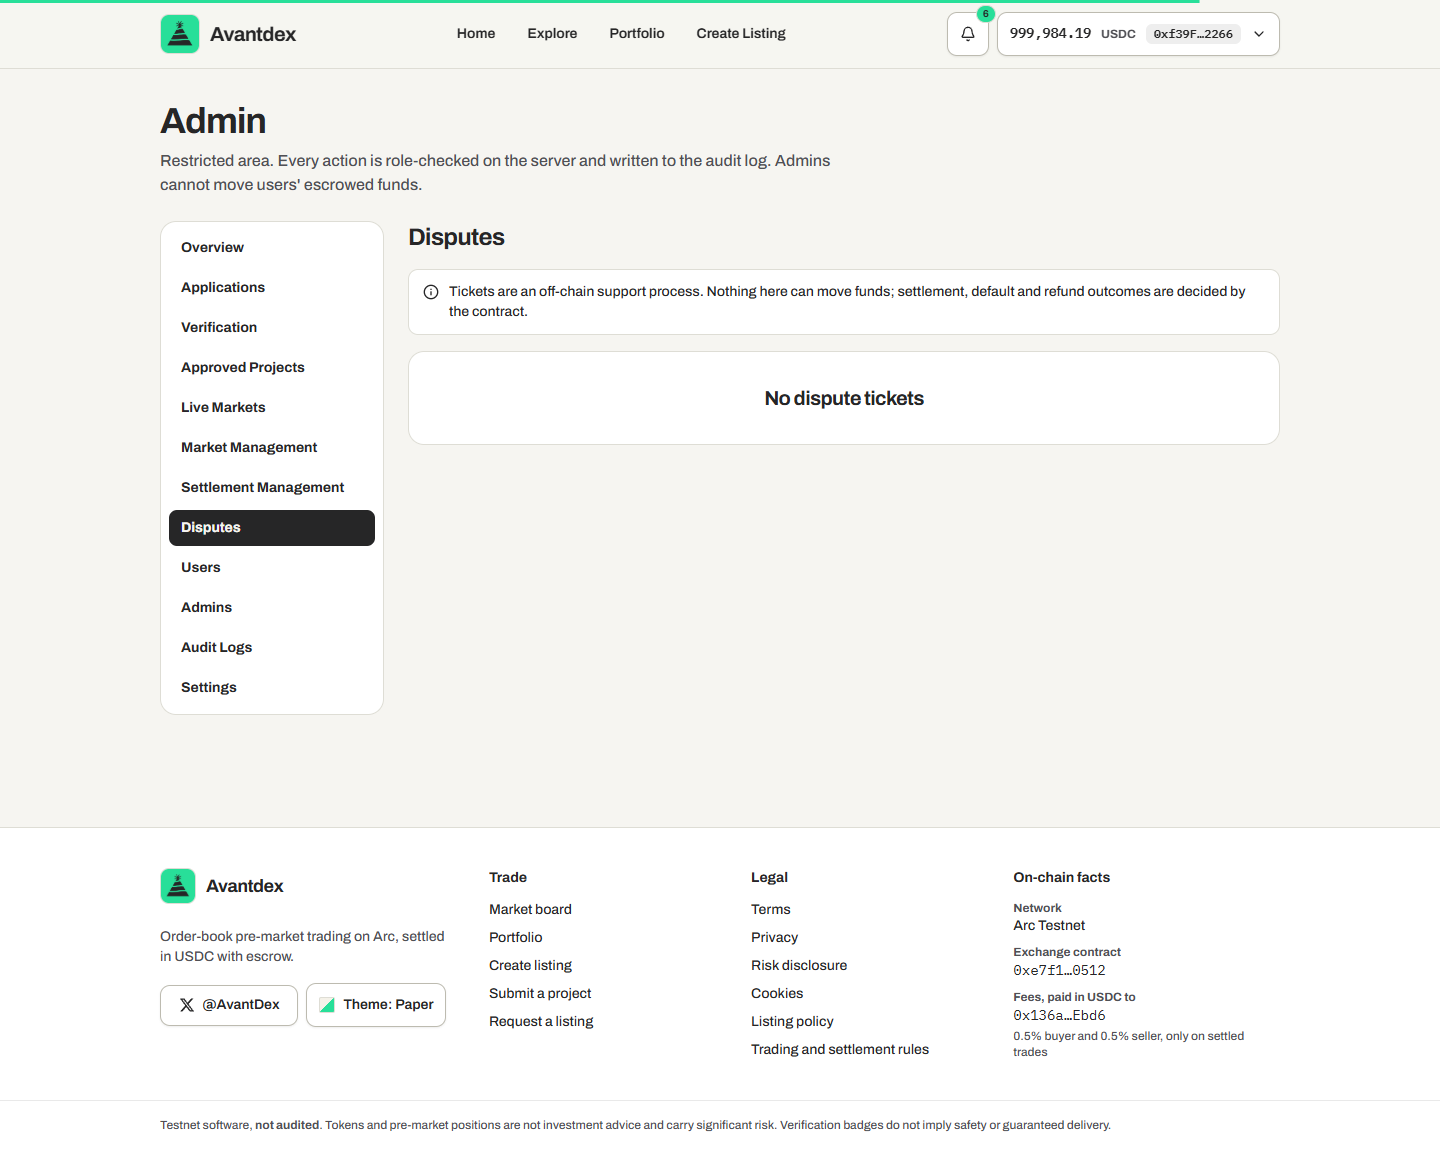 Avantdex
Home
Explore
Portfolio
Create Listing
6
999,984.19 USDC 0xf39F…2266
Admin
Restricted area. Every action is role-checked on the server and written to the audit log. Admins
cannot move users' escrowed funds.
Overview
Applications
Verification
Approved Projects
Live Markets
Market Management
Settlement Management
Disputes
Users
Admins
Audit Logs
Settings
Disputes
Tickets are an off-chain support process. Nothing here can move funds; settlement, default and refund outcomes are decided by
the contract.
No dispute tickets
Avantdex
Order-book pre-market trading on Arc, settled
in USDC with escrow.
@AvantDex
Theme: Paper
Trade
Market board
Portfolio
Create listing
Submit a project
Request a listing
Legal
Terms
Privacy
Risk disclosure
Cookies
Listing policy
Trading and settlement rules
On-chain facts
Network
Arc Testnet
Exchange contract
0xe7f1…0512
Fees, paid in USDC to
0x136a…Ebd6
0.5% buyer and 0.5% seller, only on settled
trades
Testnet software, not audited. Tokens and pre-market positions are not investment advice and carry significant risk. Verification badges do not imply safety or guaranteed delivery.